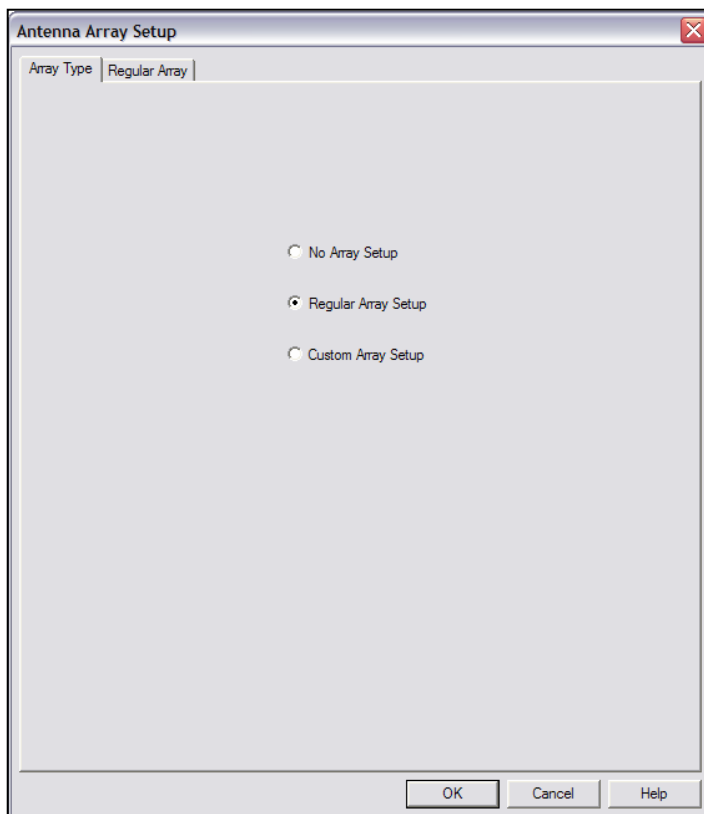 Antenna Array Setup
Array Type Regular Array
No Array Setup
Regular Array Setup
Custom Array Setup
OK Cancel Help